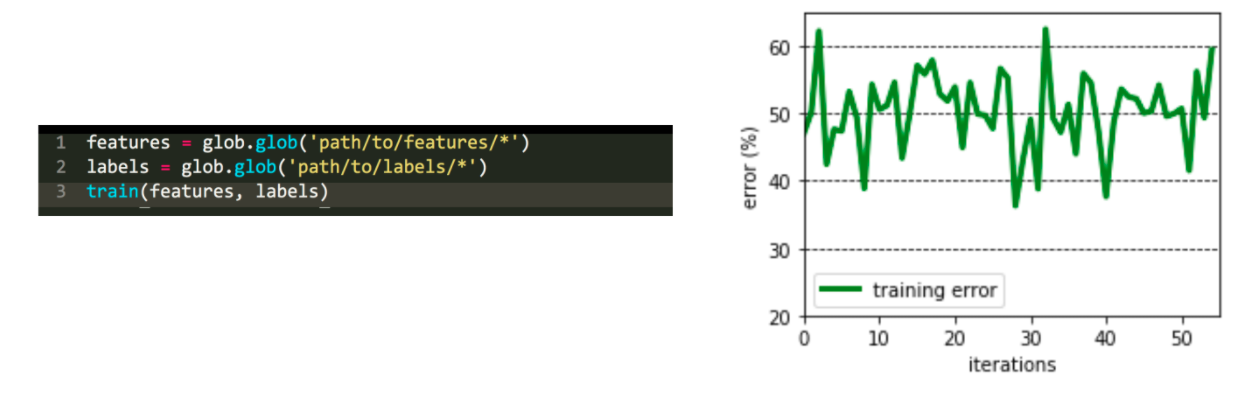 1 features = glob.glob('path/to/features/*')
2 labels = glob.glob('path/to/labels/*')
3 train(features, labels)
60
50
40
30
20
error (%)
training error
0 10 20 30 40 50
iterations